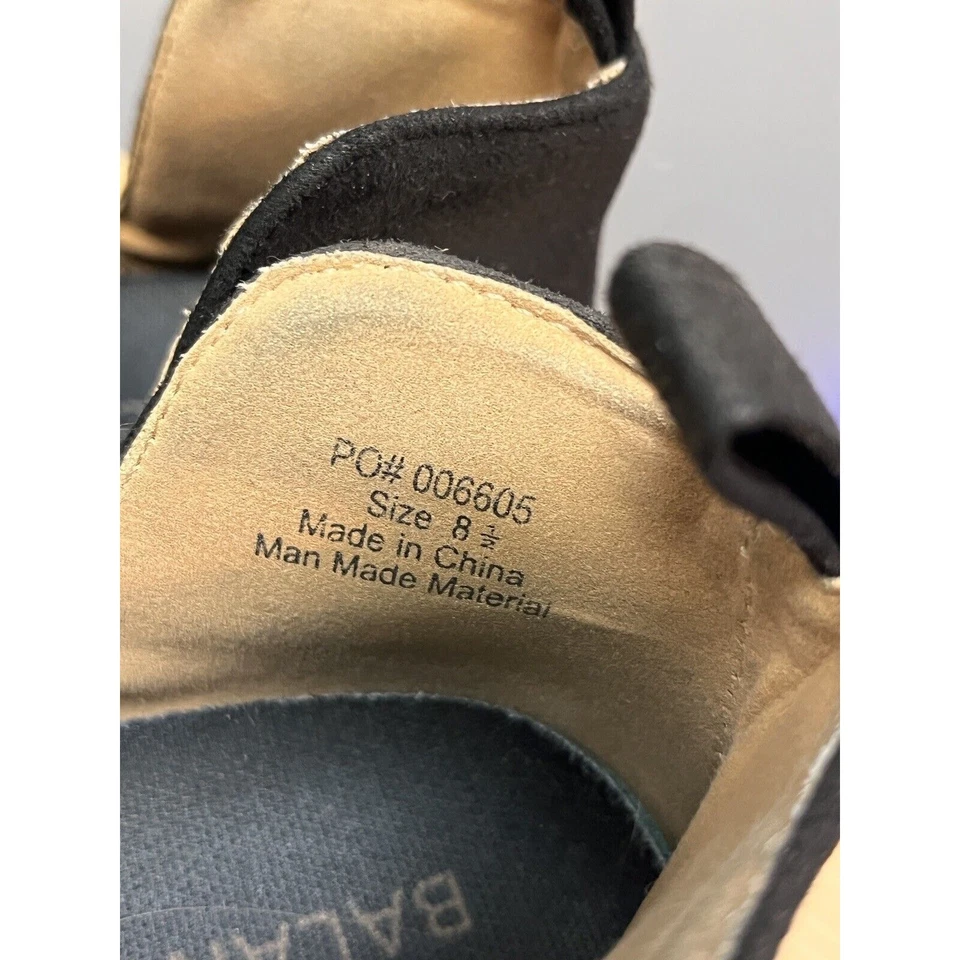 PO# 006605
Size 8 ½
Made in China
Man Made Material